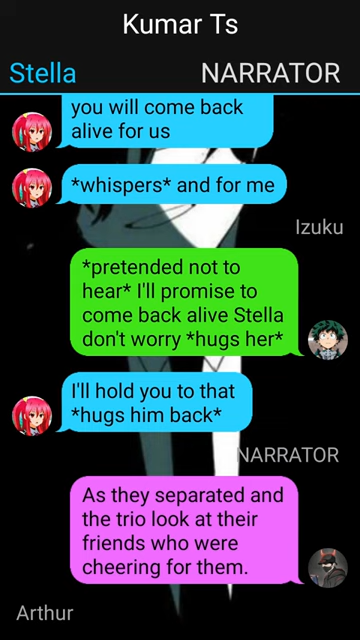 Kumar Ts
Stella NARRATOR
you will come back
alive for us
*whispers* and for me
Izuku
*pretended not to
hear* I'll promise to
come back alive Stella
don't worry *hugs her*
I'll hold you to that
*hugs him back*
NARRATOR
As they separated and
the trio look at their
friends who were
cheering for them.
Arthur